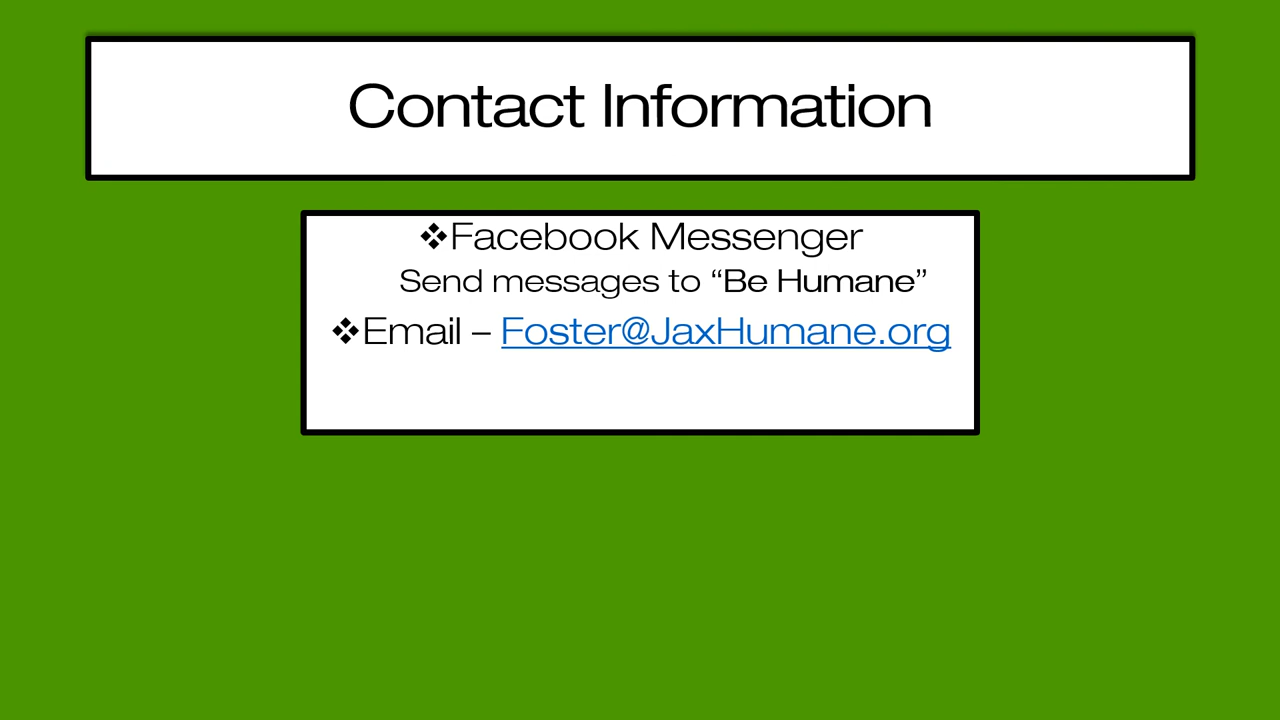 Contact Information
❖Facebook Messenger
Send messages to “Be Humane”
❖Email – Foster@JaxHumane.org